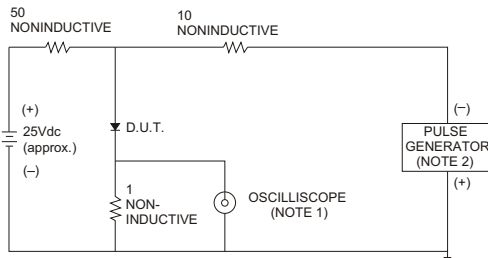 50
NONINDUCTIVE
10
NONINDUCTIVE
(+)
25Vdc
(approx.)
(–)
D.U.T.
1
NON-
INDUCTIVE
OSCILLISCOPE
(NOTE 1)
(–)
PULSE
GENERATOR
(NOTE 2)
(+)